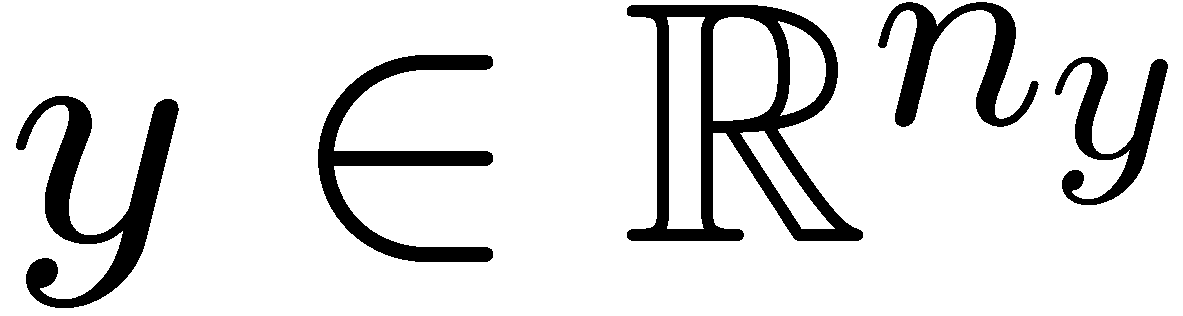 y ∈ ℝ^{n_y}